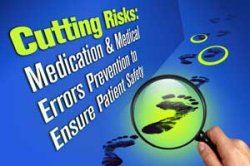 Cutting Risks:
Medication & Medical
Errors Prevention to
Ensure Patient Safety